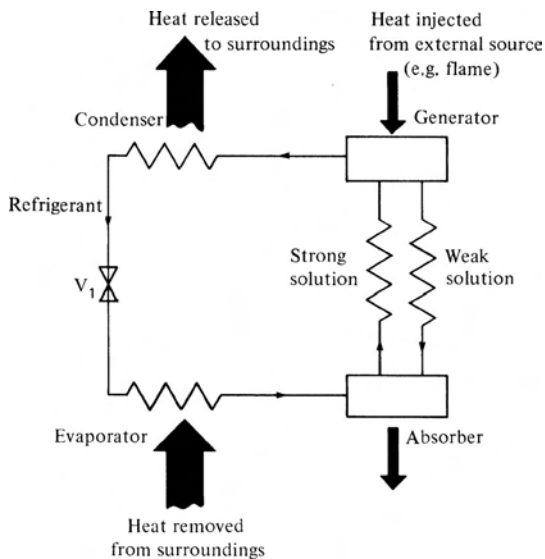 Heat released
to surroundings
Heat injected
from external source
(e.g. flame)
Condenser
Generator
Refrigerant
Strong
solution
Weak
solution
V₁
Evaporator
Absorber
Heat removed
from surroundings